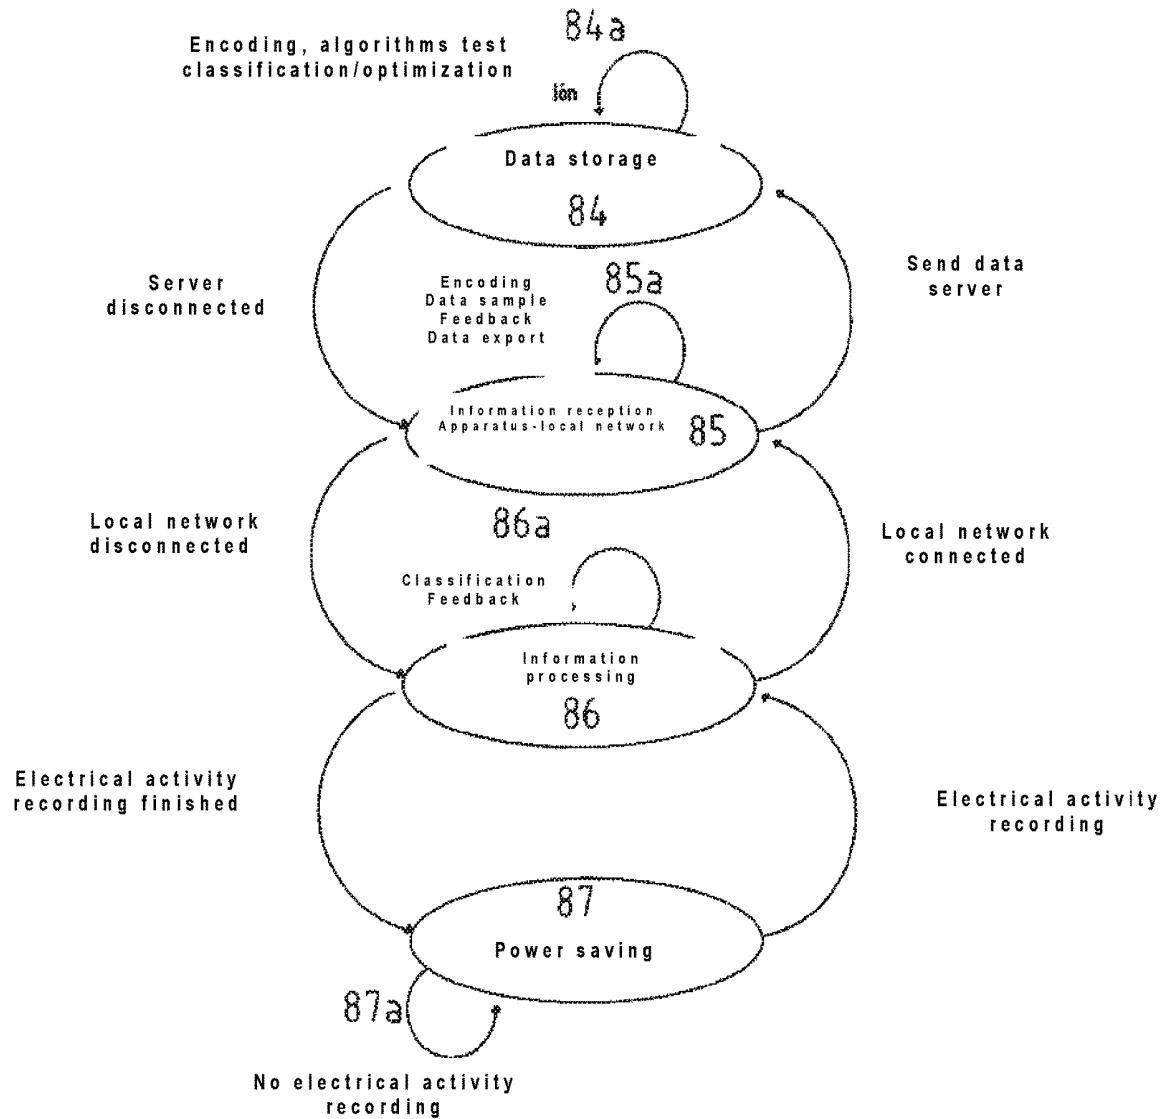 84a
Encoding, algorithms test
classification/optimization
lón
Data storage
84
Server
disconnected
Send data
server
Encoding
Data sample
Feedback
Data export
85a
Information reception
Apparatus-local network
85
Local network
disconnected
86a
Local network
connected
Classification
Feedback
Information
processing
86
Electrical activity
recording finished
Electrical activity
recording
87
Power saving
87a
No electrical activity
recording